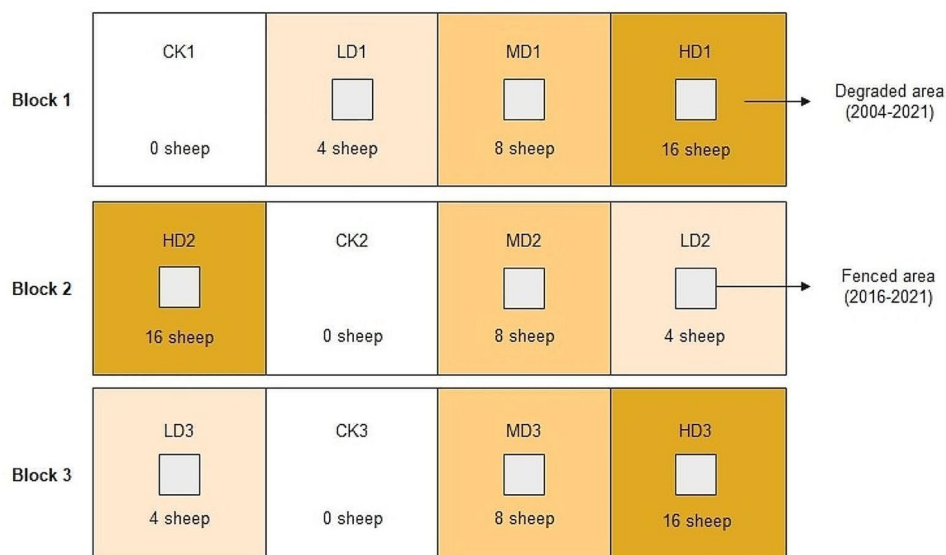 CK1
LD1
MD1
HD1
Block 1
Degraded area
(2004-2021)
0 sheep
4 sheep
8 sheep
16 sheep
HD2
CK2
MD2
LD2
Block 2
Fenced area
(2016-2021)
16 sheep
0 sheep
8 sheep
4 sheep
LD3
CK3
MD3
HD3
Block 3
4 sheep
0 sheep
8 sheep
16 sheep